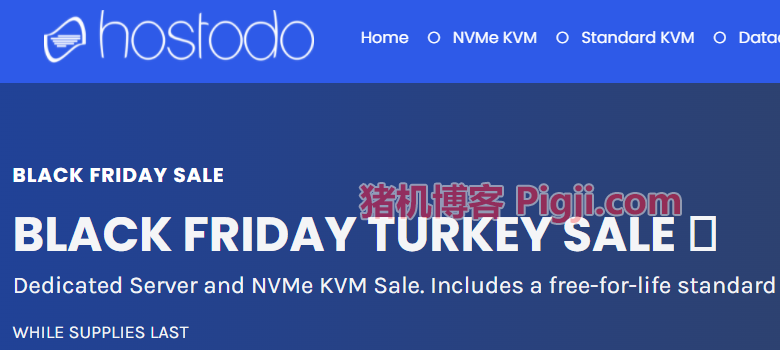 hostodo
Home NVMe KVM Standard KVM
BLACK FRIDAY SALE
猪机博客 Pigji.com
BLACK FRIDAY TURKEY SALE
Dedicated Server and NVMe KVM Sale. Includes a free-for-life standard
WHILE SUPPLIES LAST